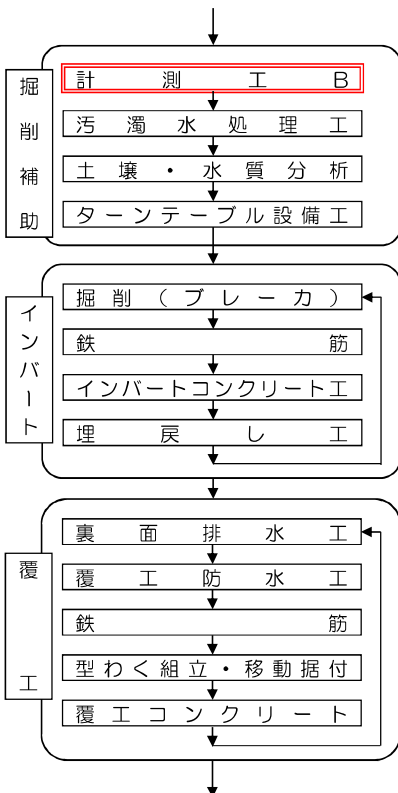 掘削補助
計測工B
汚濁水処理工
土壌・水質分析
ターンテーブル設備工
インバート
掘削(ブレーカ)
鉄筋
インバートコンクリート工
埋戻し工
覆工
裏面排水工
覆工防水工
鉄筋
型わく組立・移動据付
覆工コンクリート